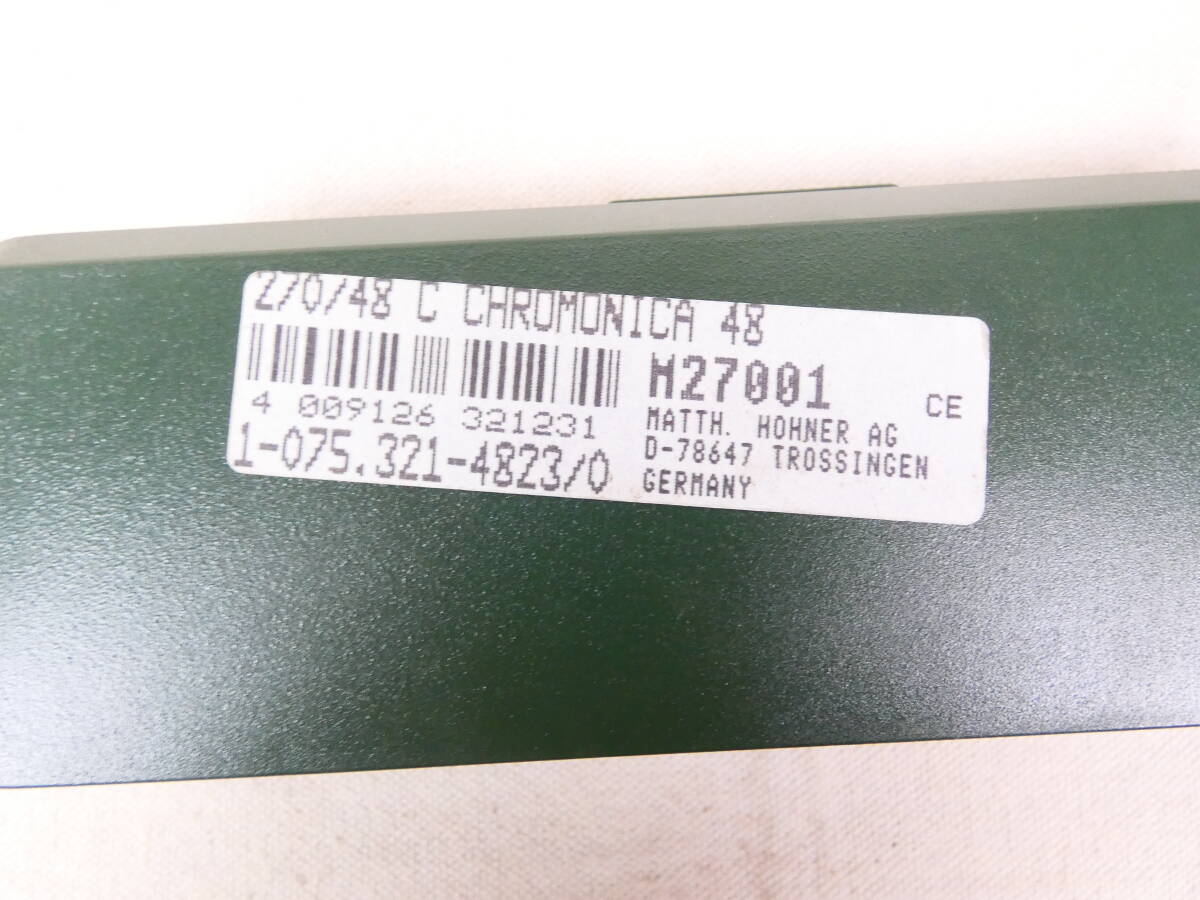 270/48 C CHROMONICA 48
M27001
CE
4 009126 321231
1-075.321-4823/0
MATTH. HOHNER AG
D-78647 TROSSINGEN
GERMANY